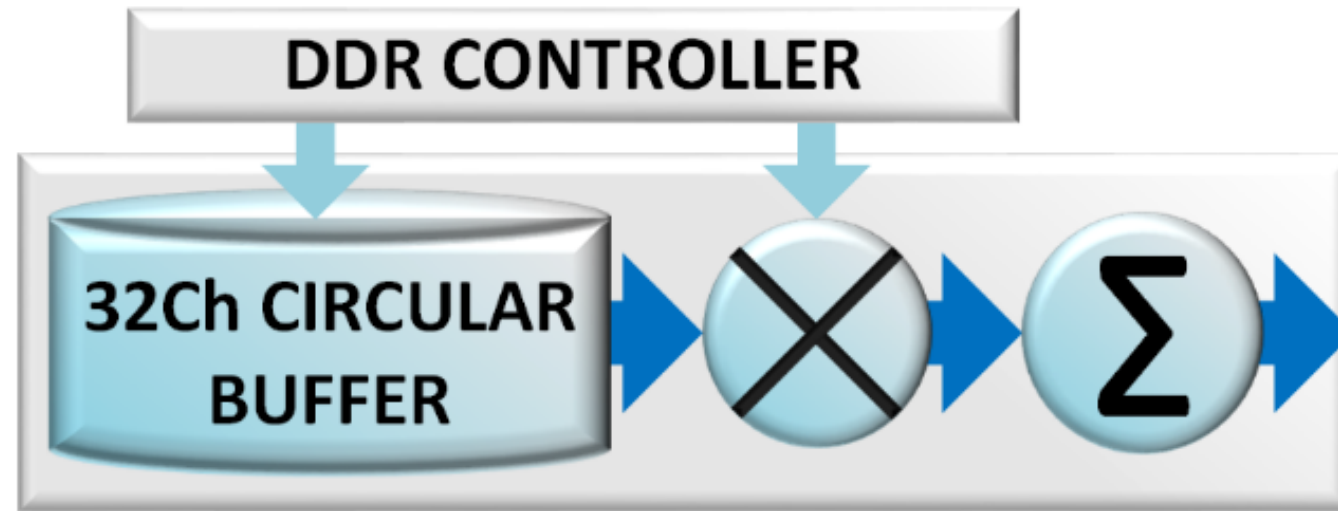 DDR CONTROLLER
32Ch CIRCULAR
BUFFER
Σ